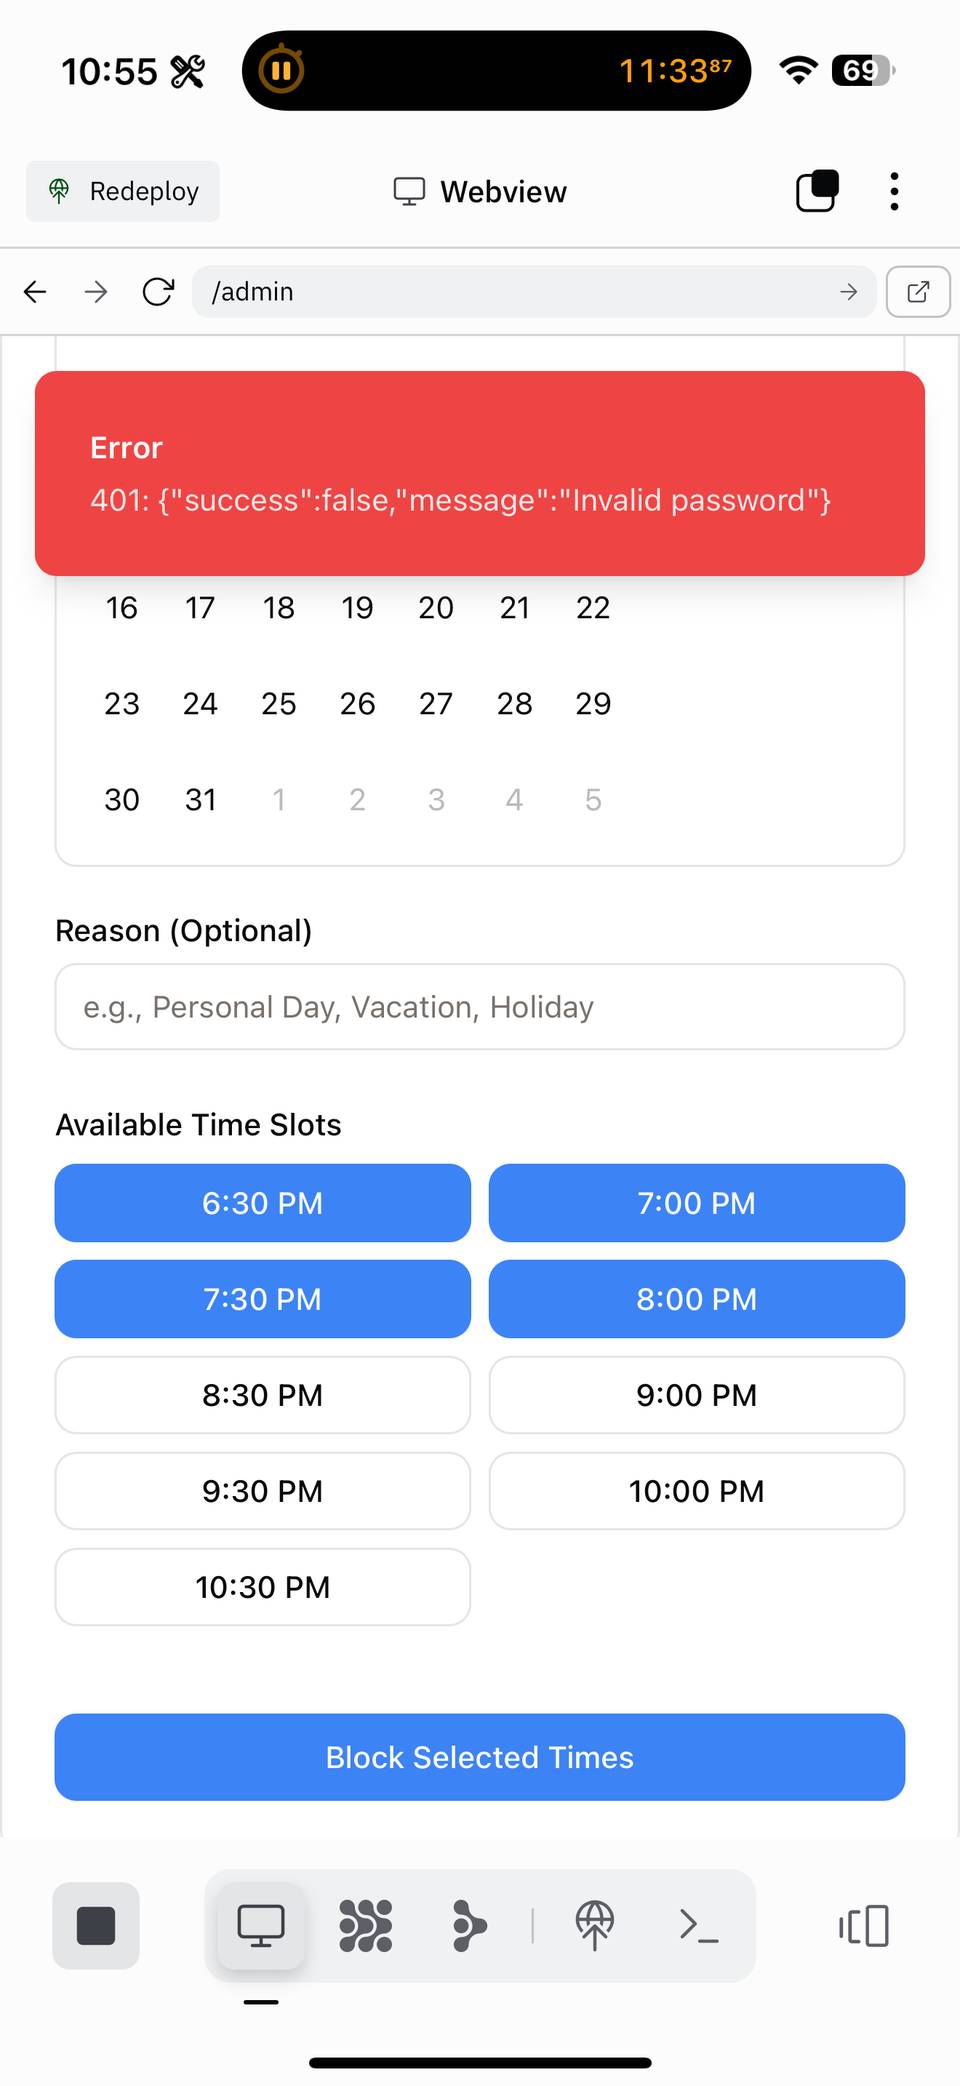 10:55
11:33⁸⁷
69
Redeploy
Webview
/admin
Error
401: {"success":false,"message":"Invalid password"}
16 17 18 19 20 21 22
23 24 25 26 27 28 29
30 31 1 2 3 4 5
Reason (Optional)
e.g., Personal Day, Vacation, Holiday
Available Time Slots
6:30 PM 7:00 PM
7:30 PM 8:00 PM
8:30 PM 9:00 PM
9:30 PM 10:00 PM
10:30 PM
Block Selected Times